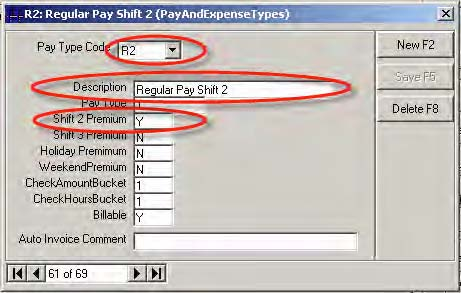 R2: Regular Pay Shift 2 (PayAndExpenseTypes)
Pay Type Code R2 New F2
Save F5
Description Regular Pay Shift 2
Pay Type 1 Delete F8
Shift 2 Premium Y
Shift 3 Premium N
Holiday Premimum N
WeekendPremium N
CheckAmountBucket 1
CheckHoursBucket 1
Billable Y
Auto Invoice Comment
61 of 69